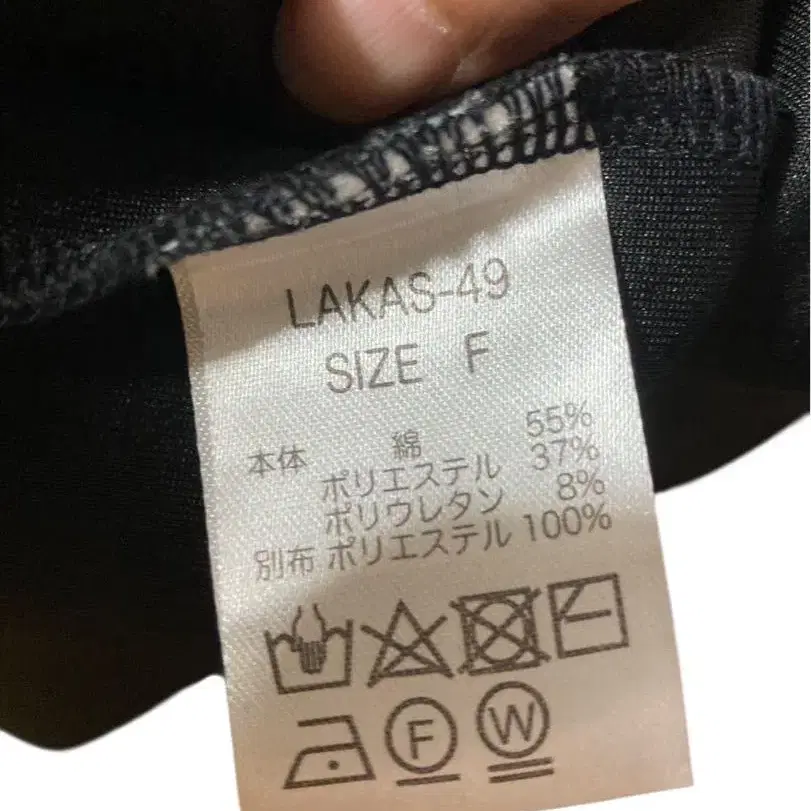 LAKAS-49
SIZE F
本体 綿 55%
ポリエステル 37%
ポリウレタン 8%
別布 ポリエステル 100%
F W